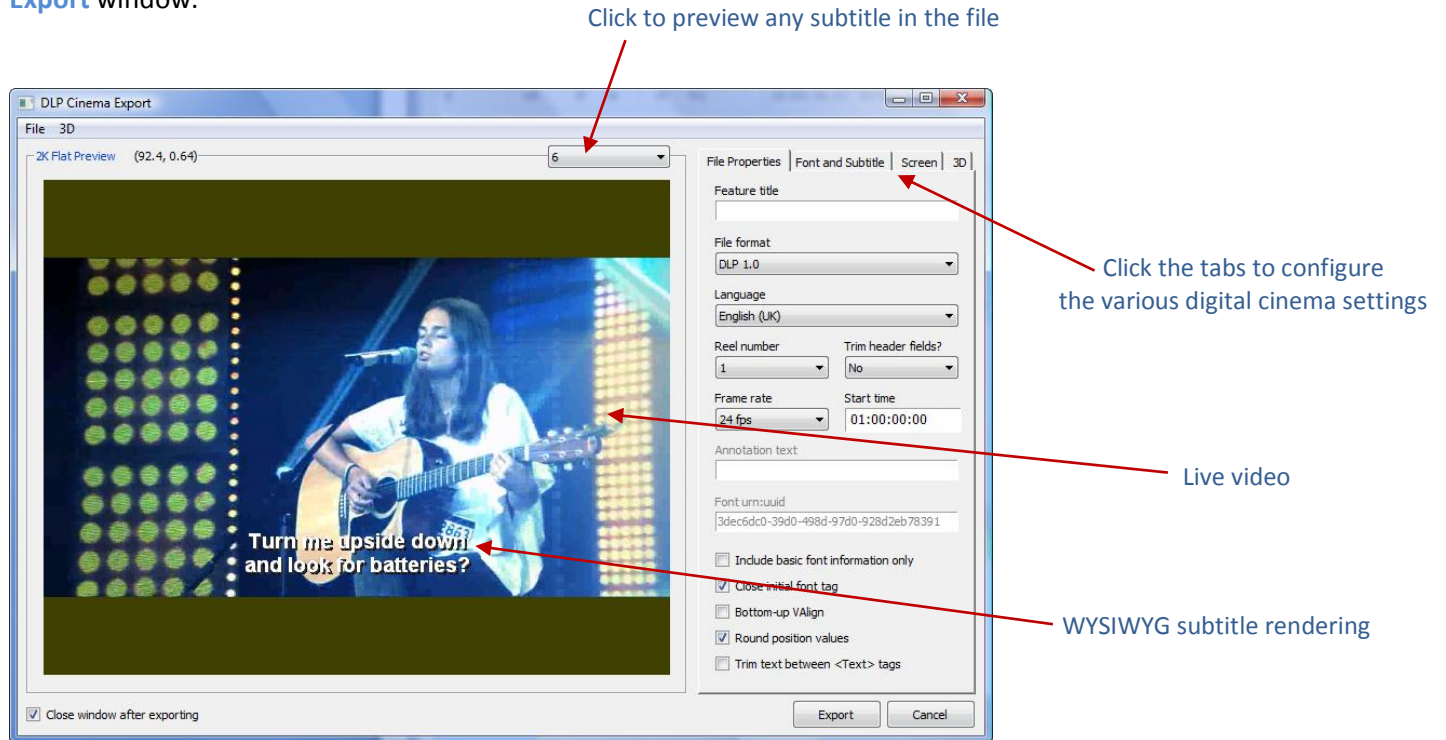 Export window.
Click to preview any subtitle in the file
DLP Cinema Export
File 3D
2K Flat Preview (92.4, 0.64)
6
File Properties Font and Subtitle Screen 3D
Feature title
File format
DLP 1.0
Click the tabs to configure
the various digital cinema settings
Language
English (UK)
Reel number Trim header fields?
1 No
Frame rate Start time
24 fps 01:00:00:00
Annotation text
Live video
Font urn:uuid
3dec6dc0-39d0-498d-97d0-928d2eb78391
Turn me upside down
and look for batteries?
Include basic font information only
Close initial font tag
Bottom-up VAlign
WYSIWYG subtitle rendering
Round position values
Trim text between <Text> tags
Close window after exporting
Export Cancel